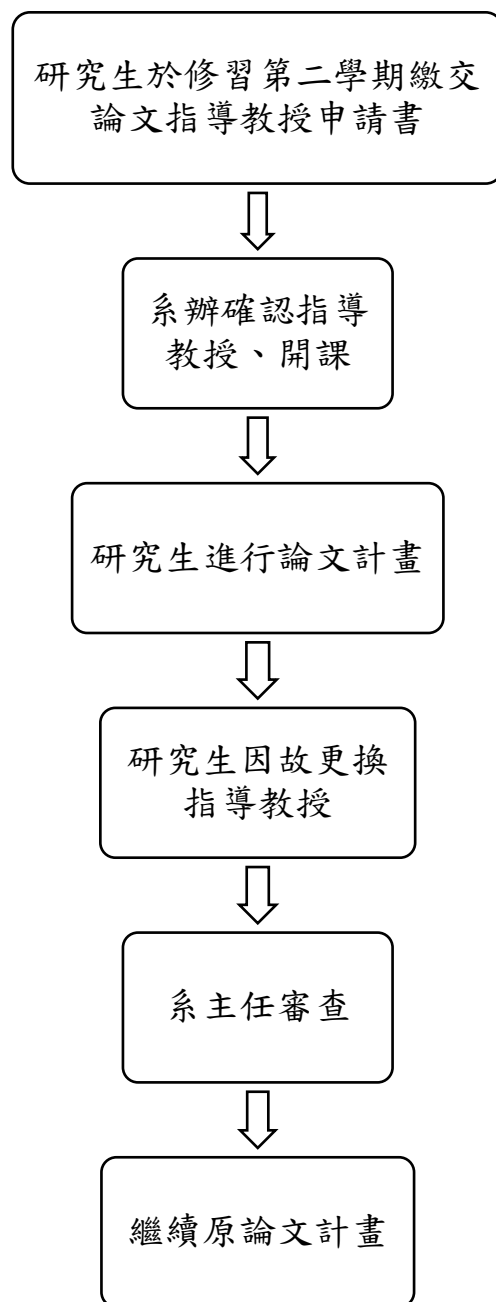 研究生於修習第二學期繳交
論文指導教授申請書
系辦確認指導
教授、開課
研究生進行論文計畫
研究生因故更換
指導教授
系主任審查
繼續原論文計畫